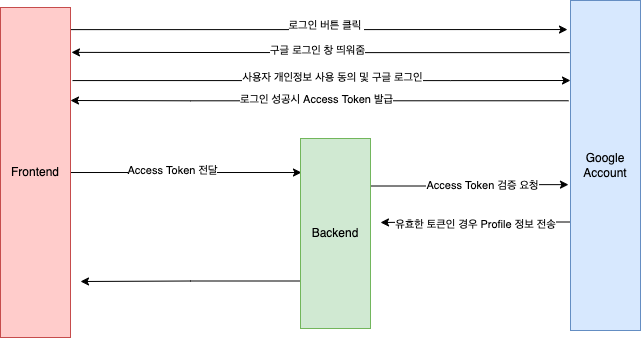 로그인 버튼 클릭
구글 로그인 창 띄워줌
사용자 개인정보 사용 동의 및 구글 로그인
로그인 성공시 Access Token 발급
Frontend
Access Token 전달
Google
Account
Access Token 검증 요청
유효한 토큰인 경우 Profile 정보 전송
Backend